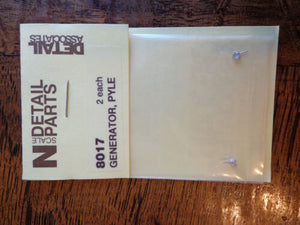 DETAIL
ASSOCIATES
N SCALE
DETAIL
PARTS
8017 2 each
GENERATOR, PYLE